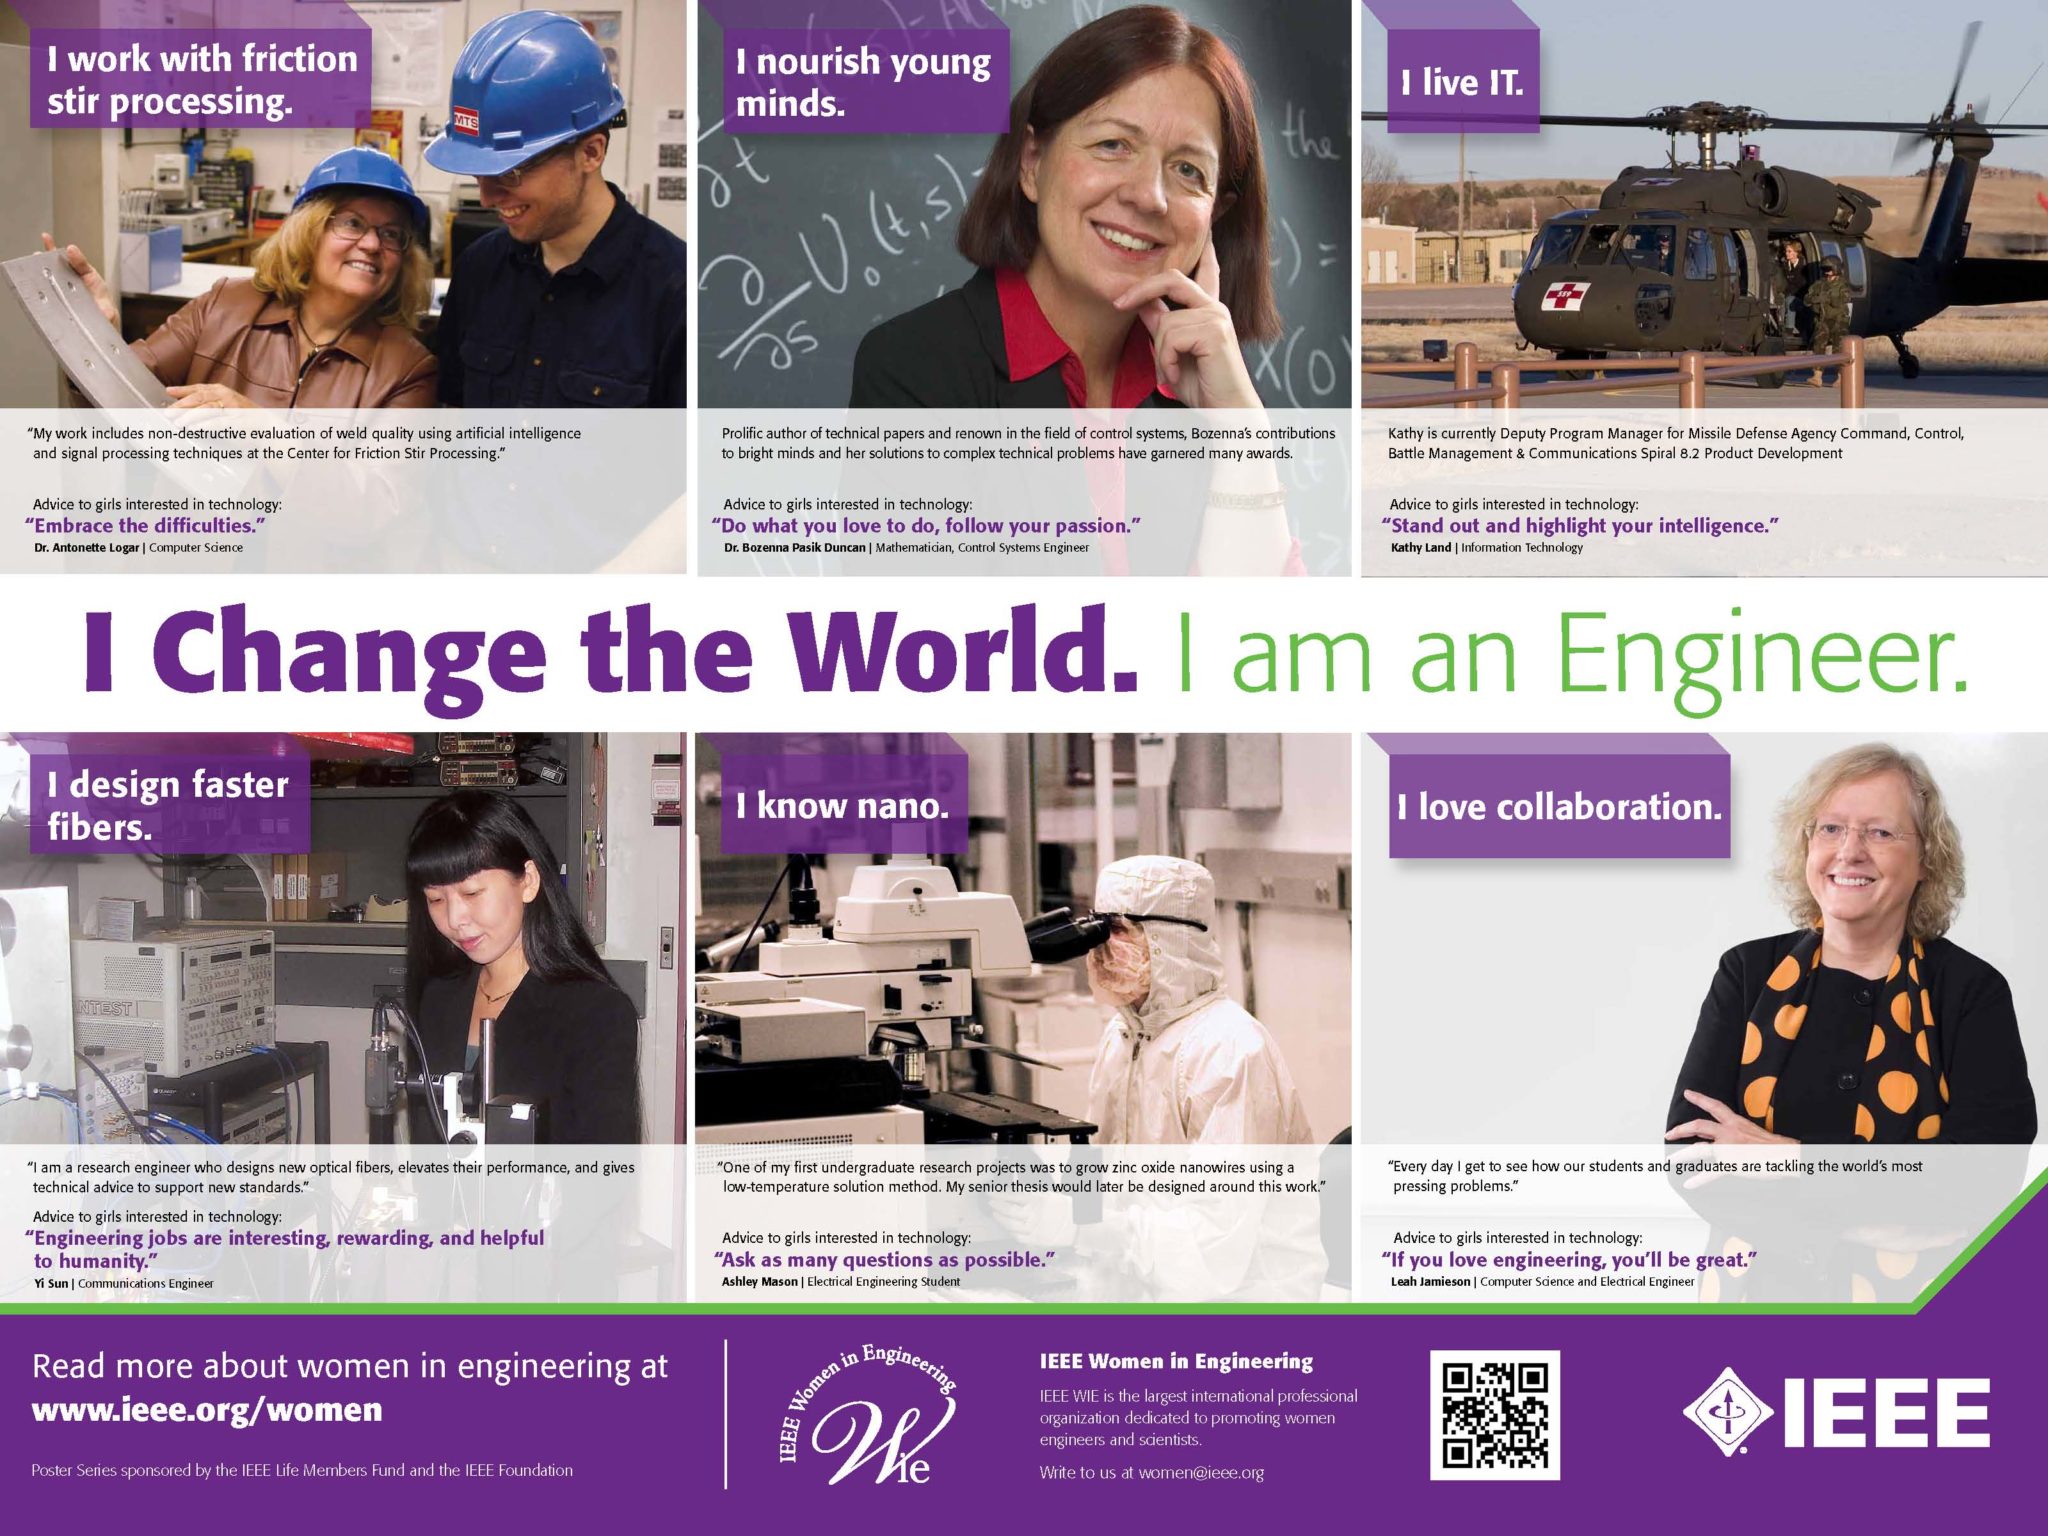 I work with friction
stir processing.
MTS
“My work includes non-destructive evaluation of weld quality using artificial intelligence
and signal processing techniques at the Center for Friction Stir Processing.”
Advice to girls interested in technology:
“Embrace the difficulties.”
Dr. Antonette Logar | Computer Science
I nourish young
minds.
the
Prolific author of technical papers and renown in the field of control systems, Bozenna’s contributions
to bright minds and her solutions to complex technical problems have garnered many awards.
Advice to girls interested in technology:
“Do what you love to do, follow your passion.”
Dr. Bozenna Pasik Duncan | Mathematician, Control Systems Engineer
I live IT.
559
Kathy is currently Deputy Program Manager for Missile Defense Agency Command, Control,
Battle Management & Communications Spiral 8.2 Product Development
Advice to girls interested in technology:
“Stand out and highlight your intelligence.”
Kathy Land | Information Technology
I Change the World. I am an Engineer.
I design faster
fibers.
NTEST
“I am a research engineer who designs new optical fibers, elevates their performance, and gives
technical advice to support new standards.”
Advice to girls interested in technology:
“Engineering jobs are interesting, rewarding, and helpful
to humanity.”
Yi Sun | Communications Engineer
I know nano.
“One of my first undergraduate research projects was to grow zinc oxide nanowires using a
low-temperature solution method. My senior thesis would later be designed around this work.”
Advice to girls interested in technology:
“Ask as many questions as possible.”
Ashley Mason | Electrical Engineering Student
I love collaboration.
“Every day I get to see how our students and graduates are tackling the world’s most
pressing problems.”
Advice to girls interested in technology:
“If you love engineering, you’ll be great.”
Leah Jamieson | Computer Science and Electrical Engineer
Read more about women in engineering at
www.ieee.org/women
Poster Series sponsored by the IEEE Life Members Fund and the IEEE Foundation
IEEE Women in Engineering
Wie
IEEE Women in Engineering
IEEE WIE is the largest international professional
organization dedicated to promoting women
engineers and scientists.
Write to us at women@ieee.org
IEEE